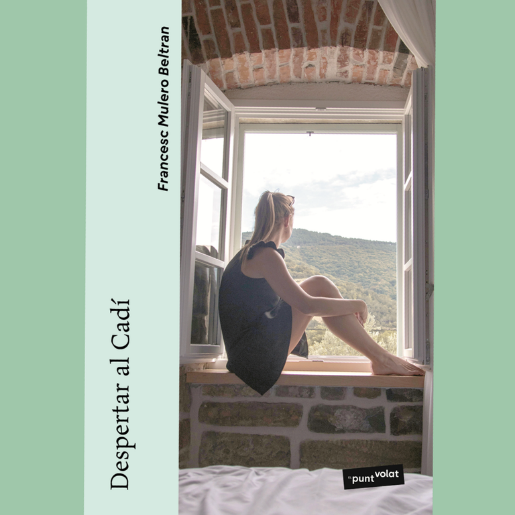 Francesc Mulero Beltran
Despertar al Cadí
puntvolat